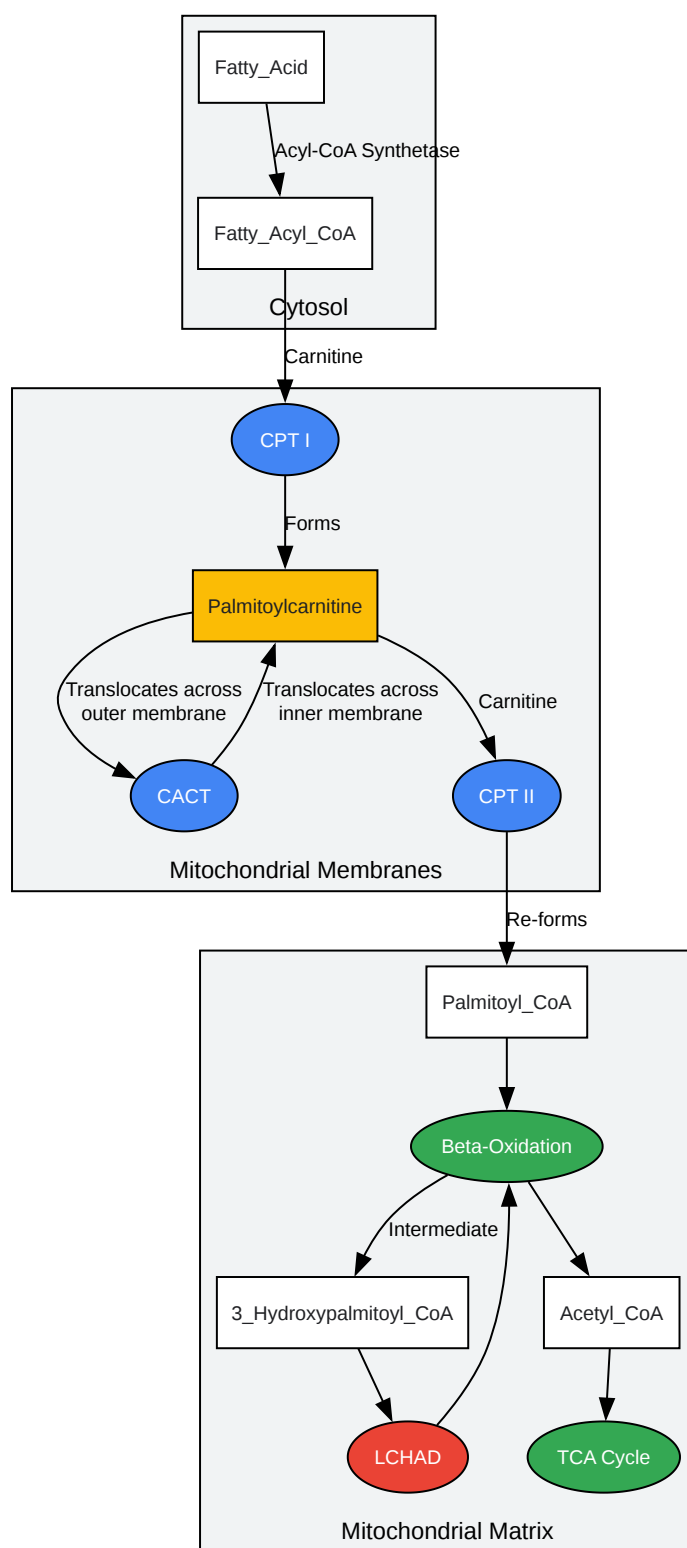 Fatty_Acid
Acyl-CoA Synthetase
Fatty_Acyl_CoA
Cytosol
Carnitine
CPT I
Forms
Palmitoylcarnitine
Translocates across
outer membrane
Translocates across
inner membrane
Carnitine
CACT
CPT II
Mitochondrial Membranes
Re-forms
Palmitoyl_CoA
Beta-Oxidation
Intermediate
3_Hydroxypalmitoyl_CoA
Acetyl_CoA
LCHAD
TCA Cycle
Mitochondrial Matrix